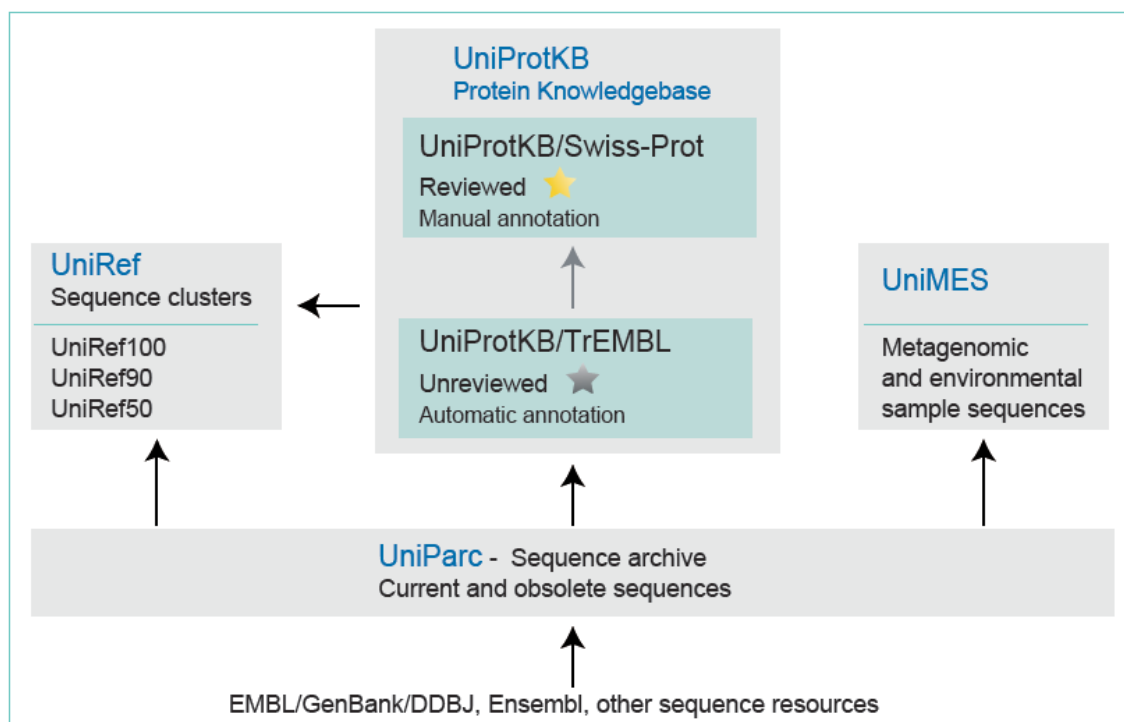 UniProtKB
Protein Knowledgebase
UniProtKB/Swiss-Prot
Reviewed
Manual annotation
UniRef
Sequence clusters
UniRef100
UniRef90
UniRef50
UniProtKB/TrEMBL
Unreviewed
Automatic annotation
UniMES
Metagenomic
and environmental
sample sequences
UniParc - Sequence archive
Current and obsolete sequences
EMBL/GenBank/DDBJ, Ensembl, other sequence resources